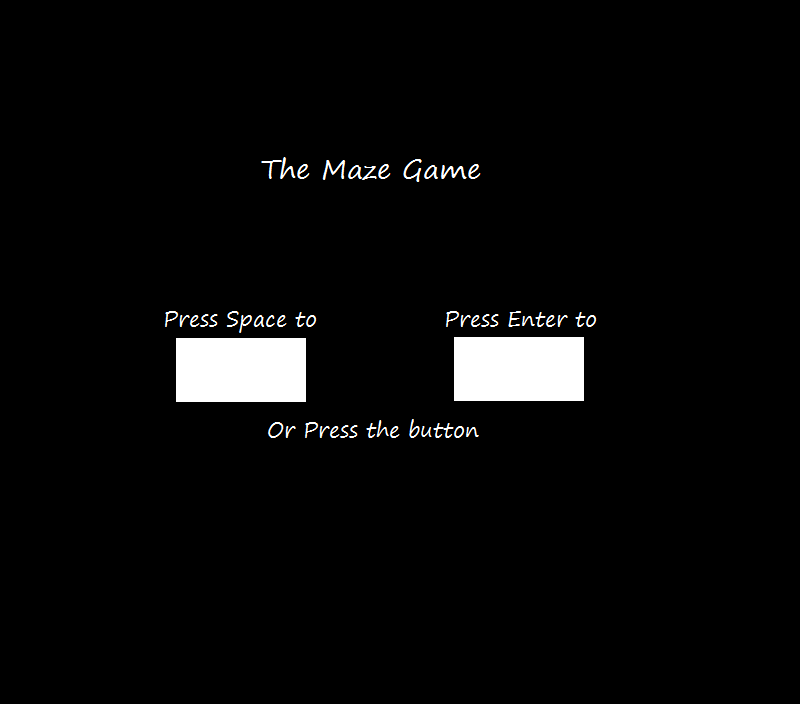 The Maze Game
Press Space to
Press Enter to
Or Press the button